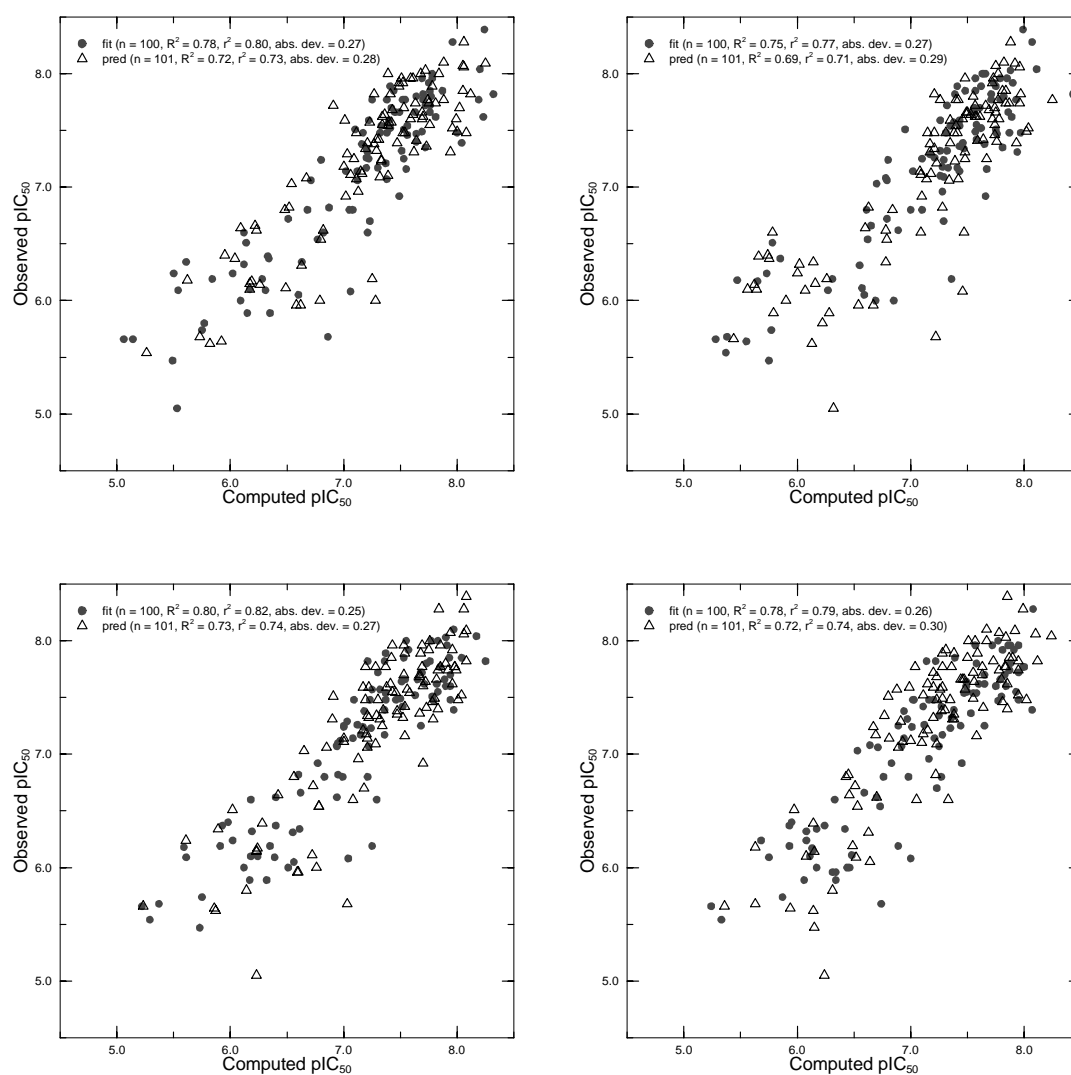 fit (n = 100, R² = 0.78, r² = 0.80, abs. dev. = 0.27)
pred (n = 101, R² = 0.72, r² = 0.73, abs. dev. = 0.28)
8.0
7.0
6.0
5.0
Observed pIC₅₀
5.0 6.0 7.0 8.0
Computed pIC₅₀
fit (n = 100, R² = 0.75, r² = 0.77, abs. dev. = 0.27)
pred (n = 101, R² = 0.69, r² = 0.71, abs. dev. = 0.29)
8.0
7.0
6.0
5.0
Observed pIC₅₀
5.0 6.0 7.0 8.0
Computed pIC₅₀
fit (n = 100, R² = 0.80, r² = 0.82, abs. dev. = 0.25)
pred (n = 101, R² = 0.73, r² = 0.74, abs. dev. = 0.27)
8.0
7.0
6.0
5.0
Observed pIC₅₀
5.0 6.0 7.0 8.0
Computed pIC₅₀
fit (n = 100, R² = 0.78, r² = 0.79, abs. dev. = 0.26)
pred (n = 101, R² = 0.72, r² = 0.74, abs. dev. = 0.30)
8.0
7.0
6.0
5.0
Observed pIC₅₀
5.0 6.0 7.0 8.0
Computed pIC₅₀